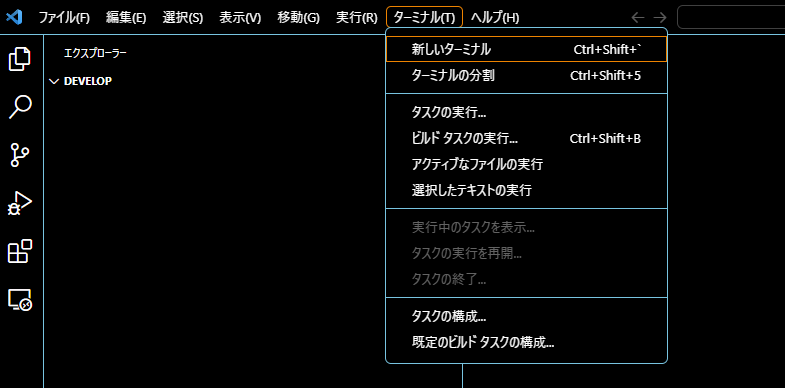 ファイル(F) 編集(E) 選択(S) 表示(V) 移動(G) 実行(R) ターミナル(T) ヘルプ(H)
エクスプローラー
DEVELOP
新しいターミナル Ctrl+Shift+`
ターミナルの分割 Ctrl+Shift+5
タスクの実行...
ビルド タスクの実行... Ctrl+Shift+B
アクティブなファイルの実行
選択したテキストの実行
実行中のタスクを表示...
タスクの実行を再開...
タスクの終了...
タスクの構成...
既定のビルド タスクの構成...